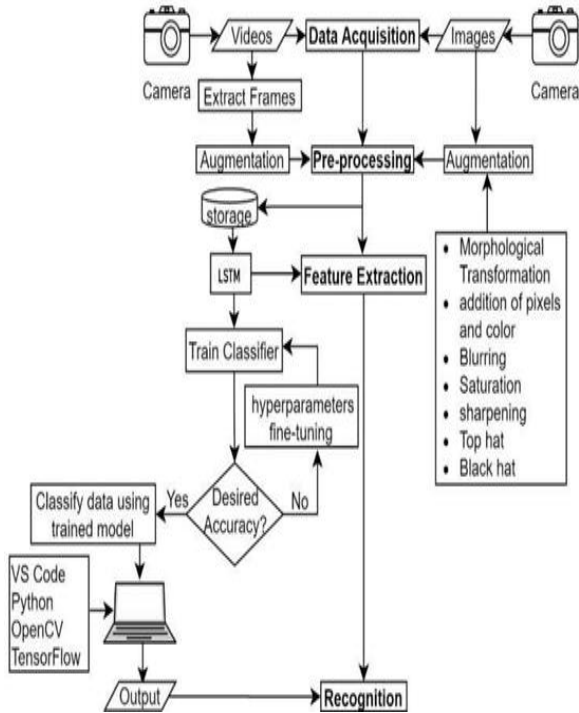 Videos
Data Acquisition
Images
Camera
Camera
Extract Frames
Augmentation
Pre-processing
Augmentation
storage
• Morphological
Transformation
• addition of pixels
and color
• Blurring
• Saturation
• sharpening
• Top hat
• Black hat
LSTM
Feature Extraction
Train Classifier
hyperparameters
fine-tuning
Desired
Accuracy?
Yes
No
Classify data using
trained model
VS Code
Python
OpenCV
TensorFlow
Output
Recognition